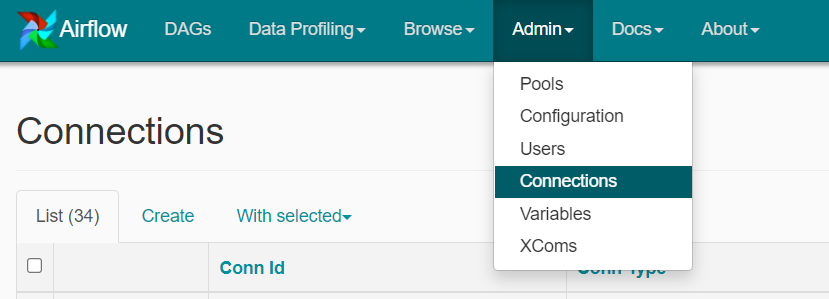 Airflow DAGs Data Profiling Browse Admin Docs About
Pools
Configuration
Users
Connections
Variables
XComs
Connections
List (34) Create With selected
Conn Id Conn Type